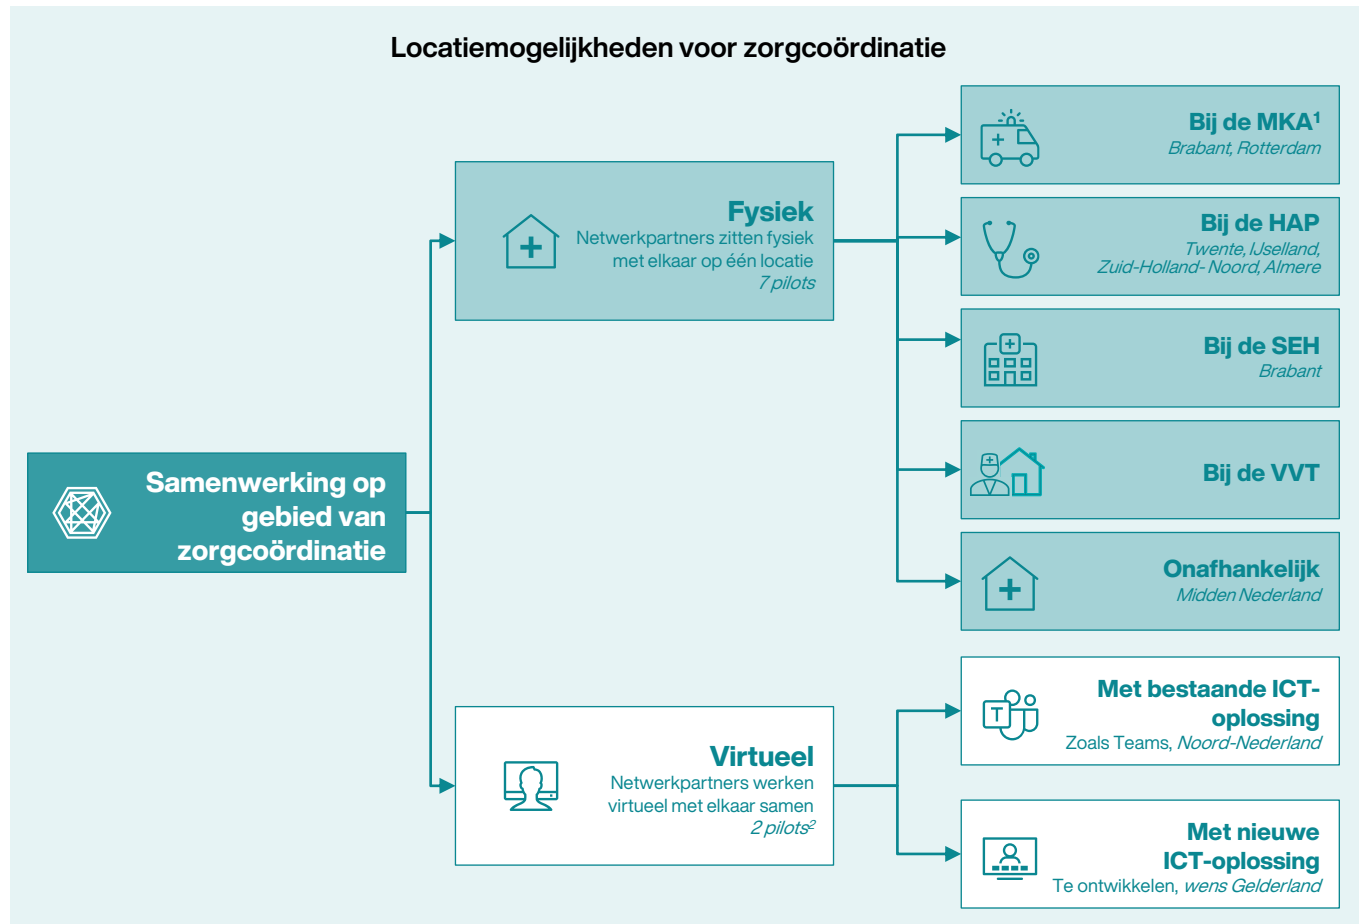 Locatiemogelijkheden voor zorgcoördinatie
Bij de MKA¹
Brabant, Rotterdam
Fysiek
Netwerkpartners zitten fysiek
met elkaar op één locatie
7 pilots
Bij de HAP
Twente, IJselland,
Zuid-Holland- Noord, Almere
Bij de SEH
Brabant
Bij de VVT
Samenwerking op
gebied van
zorgcoördinatie
Onafhankelijk
Midden Nederland
Met bestaande ICT-
oplossing
Zoals Teams, Noord-Nederland
T
Virtueel
Netwerkpartners werken
virtueel met elkaar samen
2 pilots²
Met nieuwe
ICT-oplossing
Te ontwikkelen, wens Gelderland